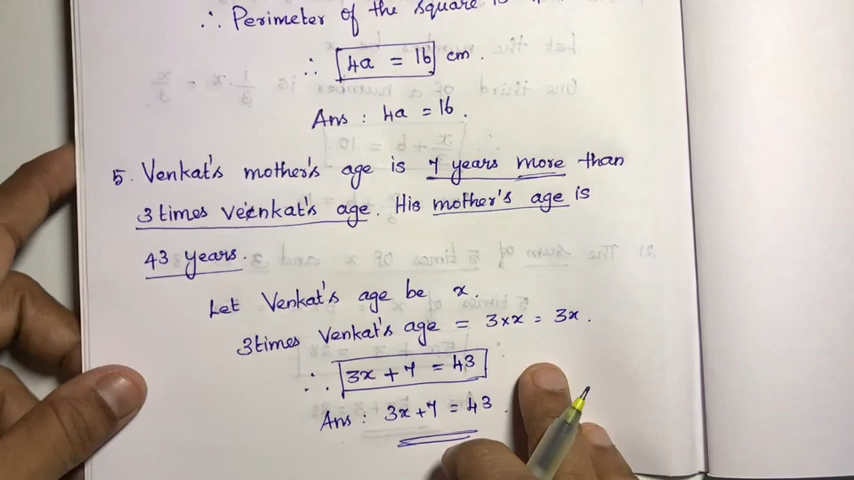 ∴ Perimeter of the square is
∴ 4a = 16 cm.
Ans : 4a = 16.
5. Venkat's mother's age is 7 years more than
3 times Venkat's age. His mother's age is
43 years.
Let Venkat's age be x.
3 times Venkat's age = 3×x = 3x.
∴ 3x + 7 = 43
Ans : 3x + 7 = 43.